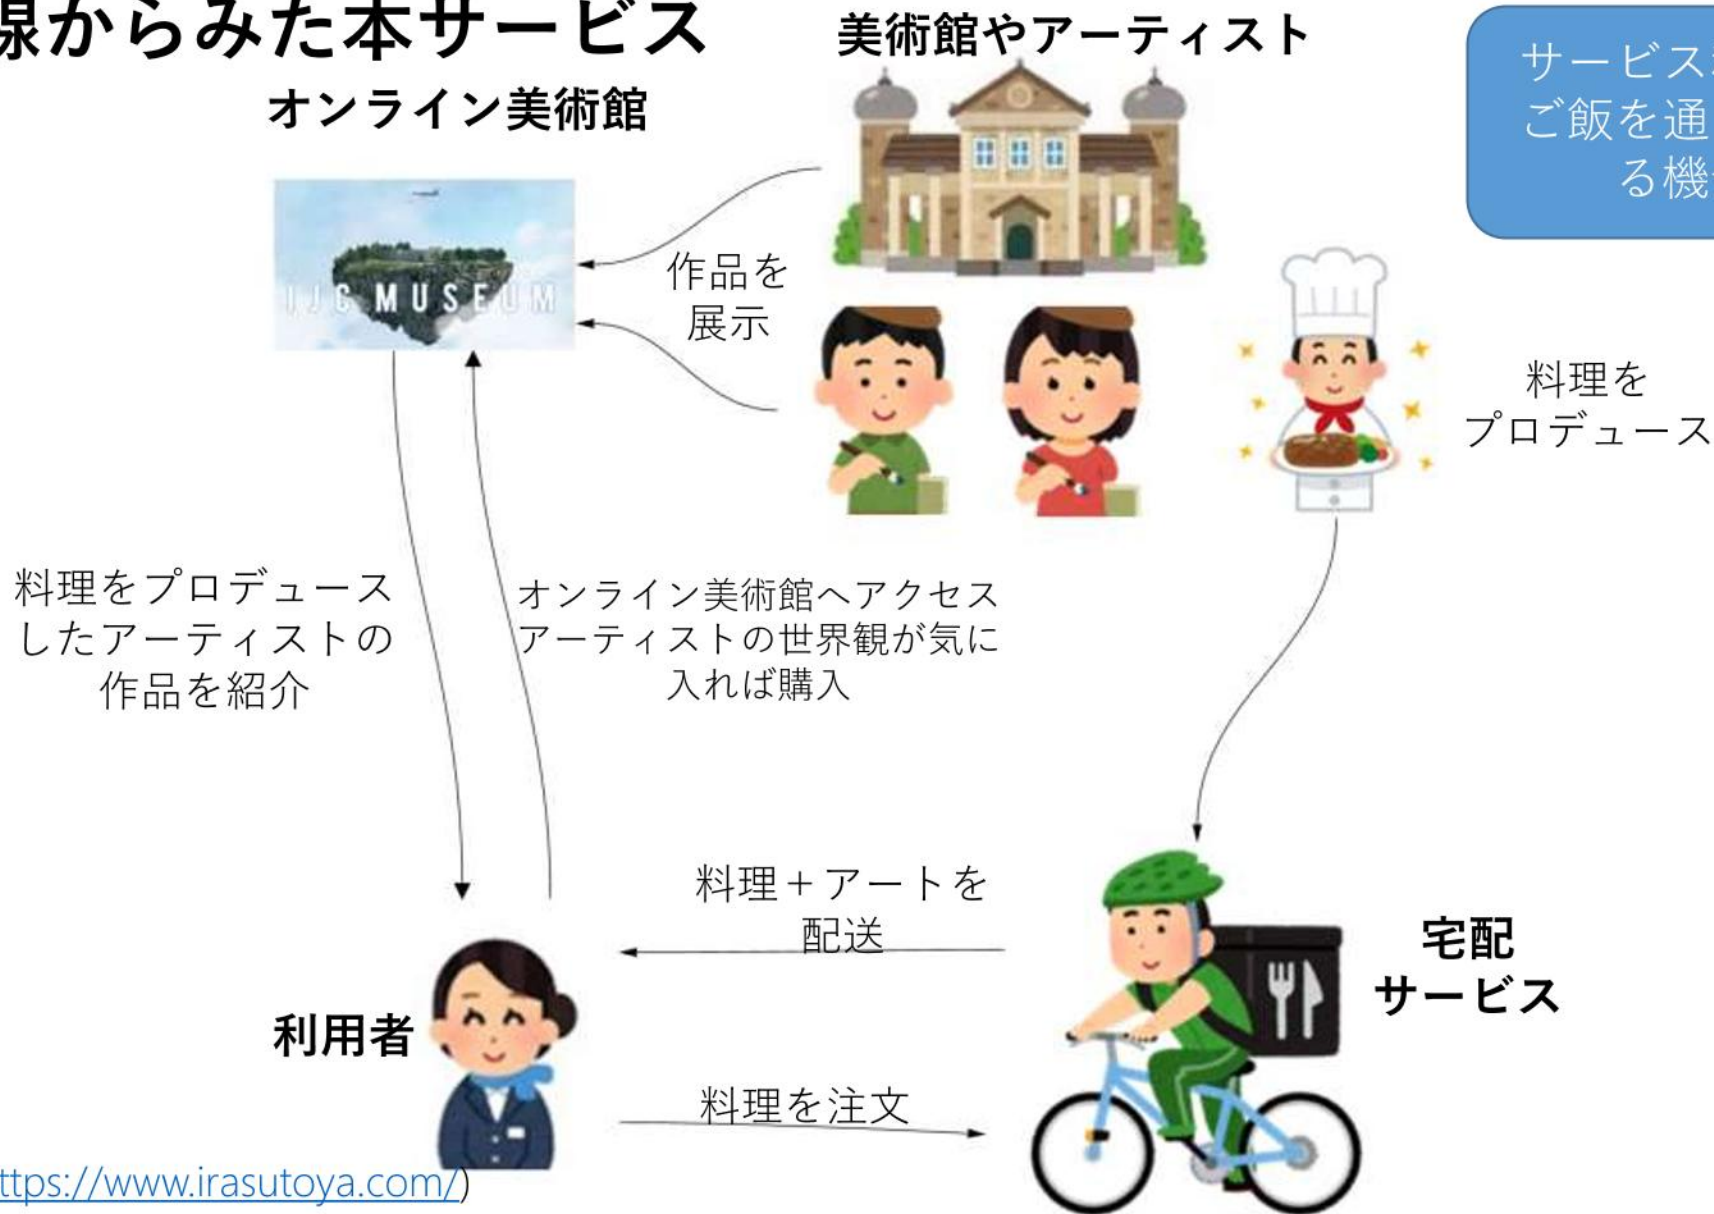 線からみた本サービス
美術館やアーティスト
オンライン美術館
サービス
ご飯を通
る機
IJC MUSEUM
作品を
展示
料理を
プロデュース
料理をプロデュース
したアーティストの
作品を紹介
オンライン美術館へアクセス
アーティストの世界観が気に
入れば購入
料理+アートを
配送
宅配
サービス
利用者
料理を注文
ttps://www.irasutoya.com/)